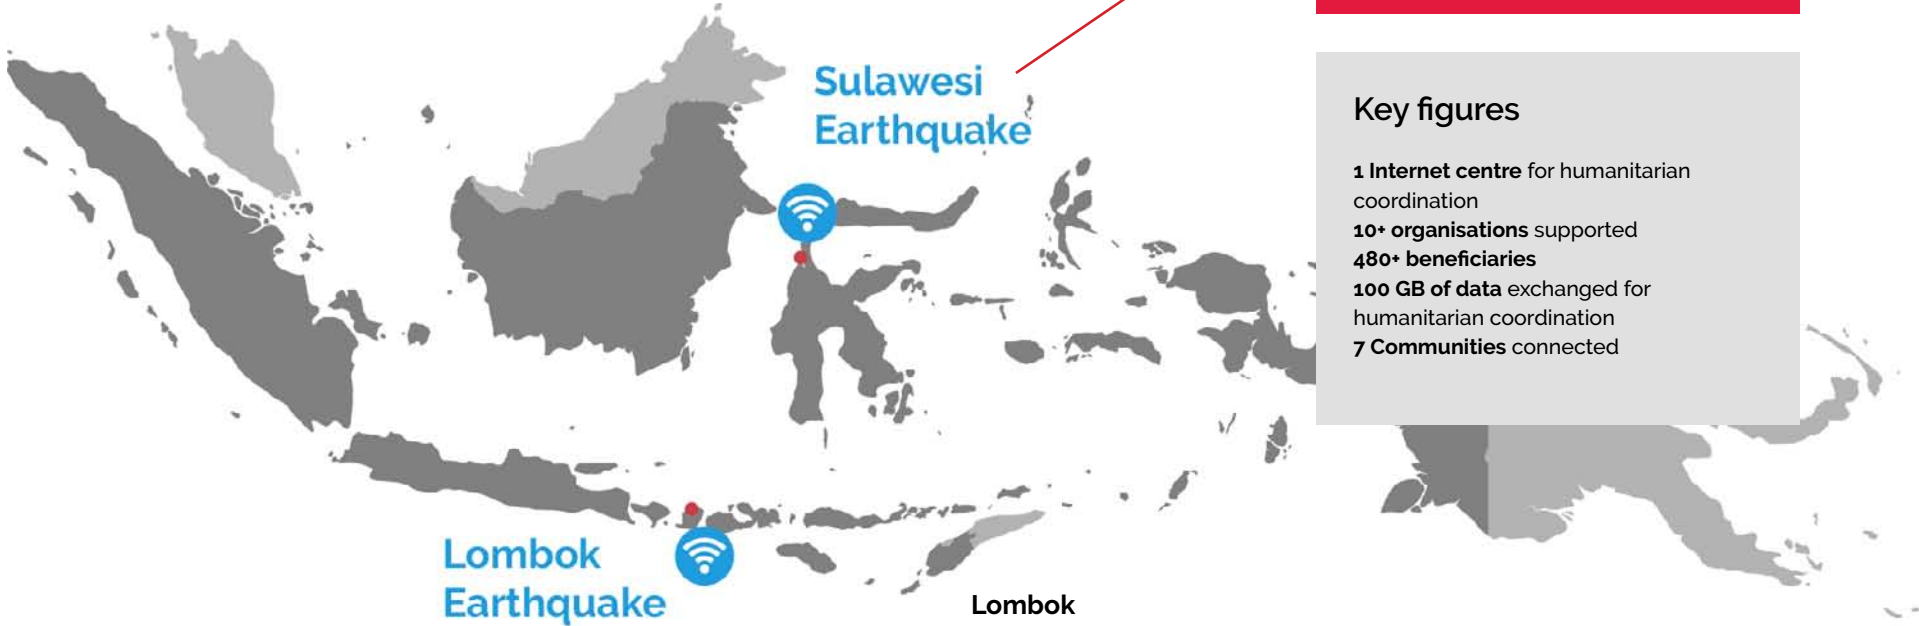 Sulawesi
Earthquake
Key figures
1 Internet centre for humanitarian
coordination
10+ organisations supported
480+ beneficiaries
100 GB of data exchanged for
humanitarian coordination
7 Communities connected
Lombok
Earthquake
Lombok